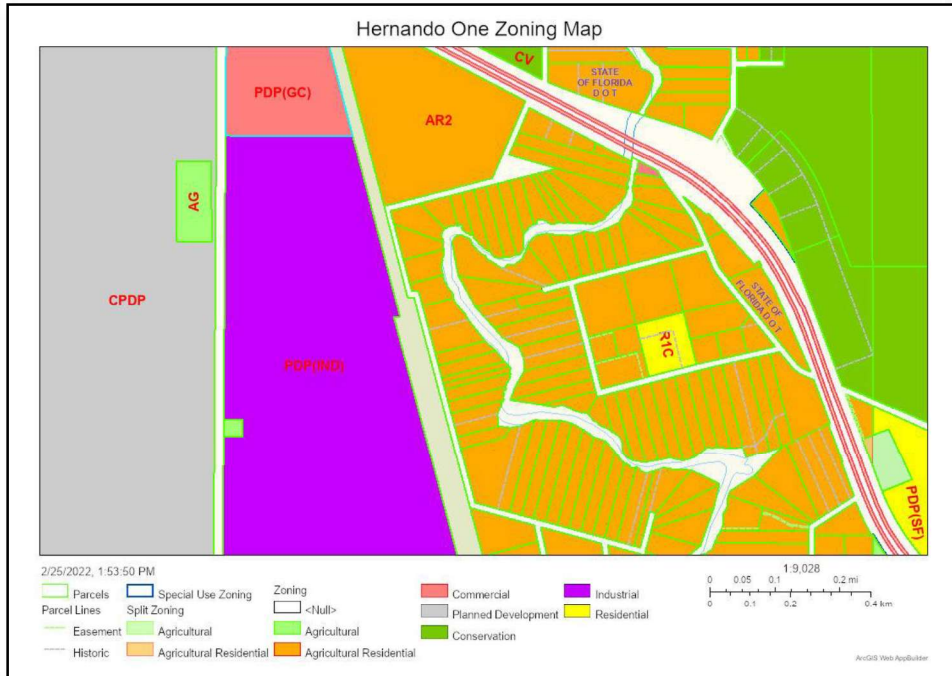 Hernando One Zoning Map
CV
STATE
OF FLORIDA
D O T
PDP(GC)
AR2
AG
STATE OF
FLORIDA D O T
CPDP
R1C
PDP(IND)
PDP(SF)
2/25/2022, 1:53:50 PM
1:9,028
Parcels
Special Use Zoning
Zoning
Commercial
Industrial
Parcel Lines
Split Zoning
<Null>
Planned Development
Residential
Easement
Agricultural
Agricultural
Conservation
Historic
Agricultural Residential
Agricultural Residential
0 0.05 0.1 0.2 mi
0 0.1 0.2 0.4 km
ArcGIS Web AppBuilder